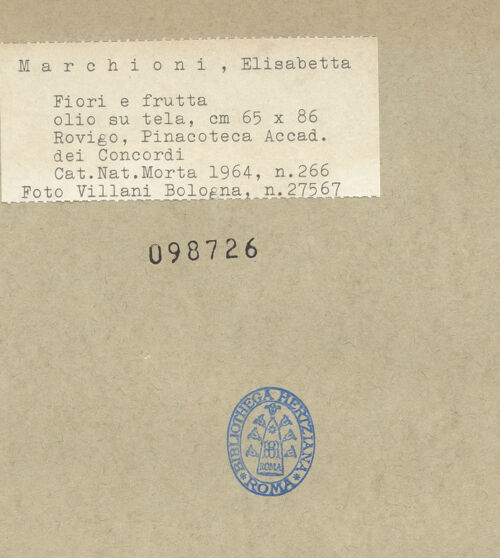 M a r c h i o n i , Elisabetta
Fiori e frutta
olio su tela, cm 65 x 86
Rovigo, Pinacoteca Accad.
dei Concordi
Cat.Nat.Morta 1964, n.266
Foto Villani Bologna, n.27567
098726
BIBLIOTHECA HERTZIANA
ROMA
* ROMA *